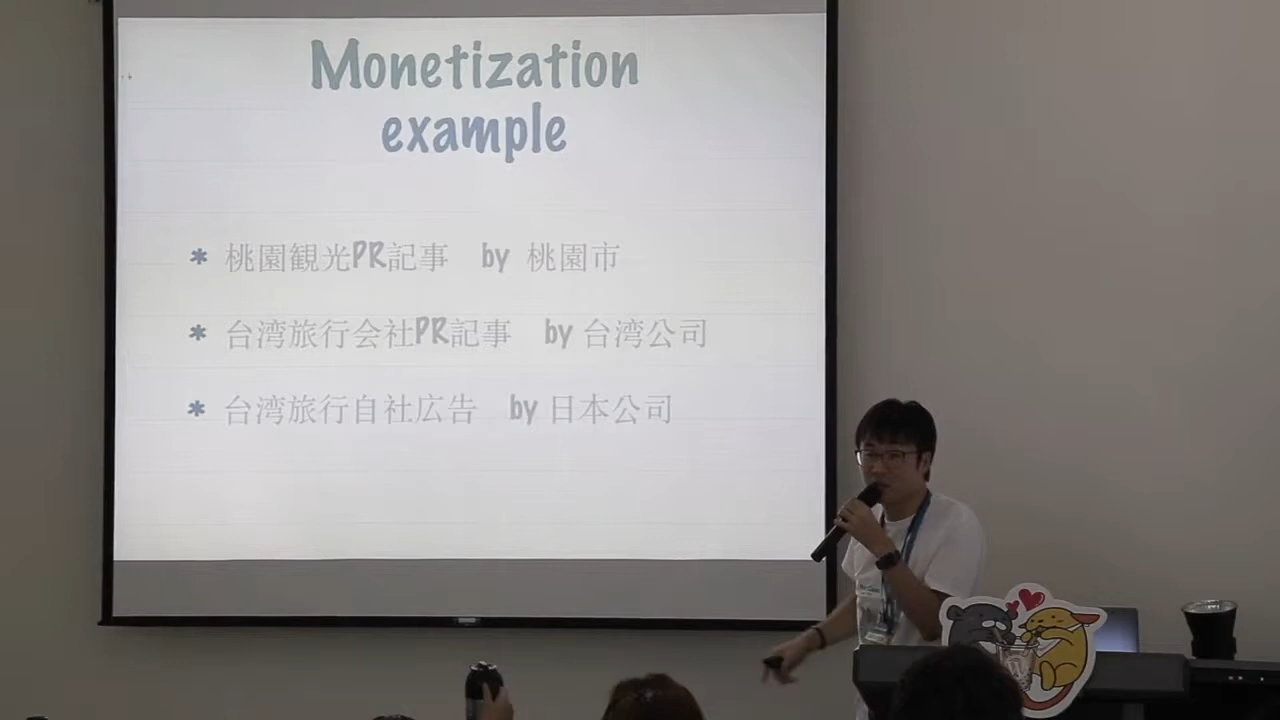 Monetization
example
* 桃園観光PR記事 by 桃園市
* 台湾旅行会社PR記事 by 台湾公司
* 台湾旅行自社広告 by 日本公司